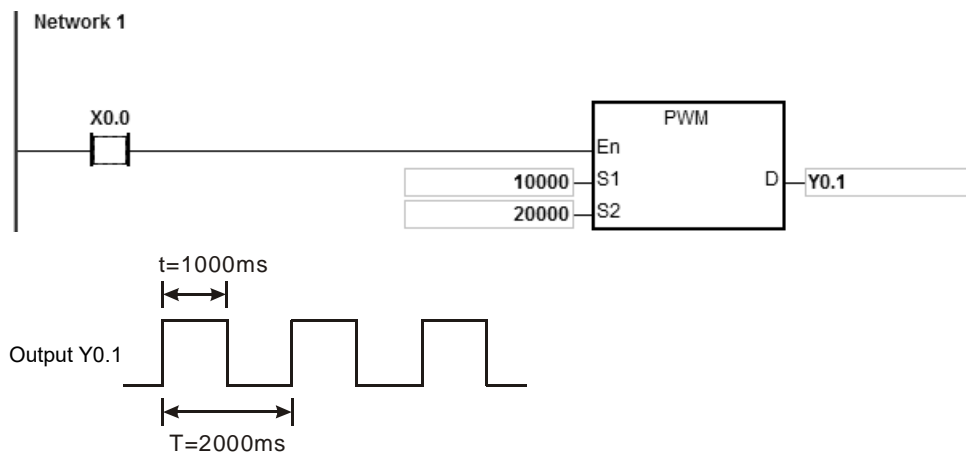 Network 1
X0.0
PWM
En
10000 S1 D Y0.1
20000 S2
t=1000ms
Output Y0.1
T=2000ms